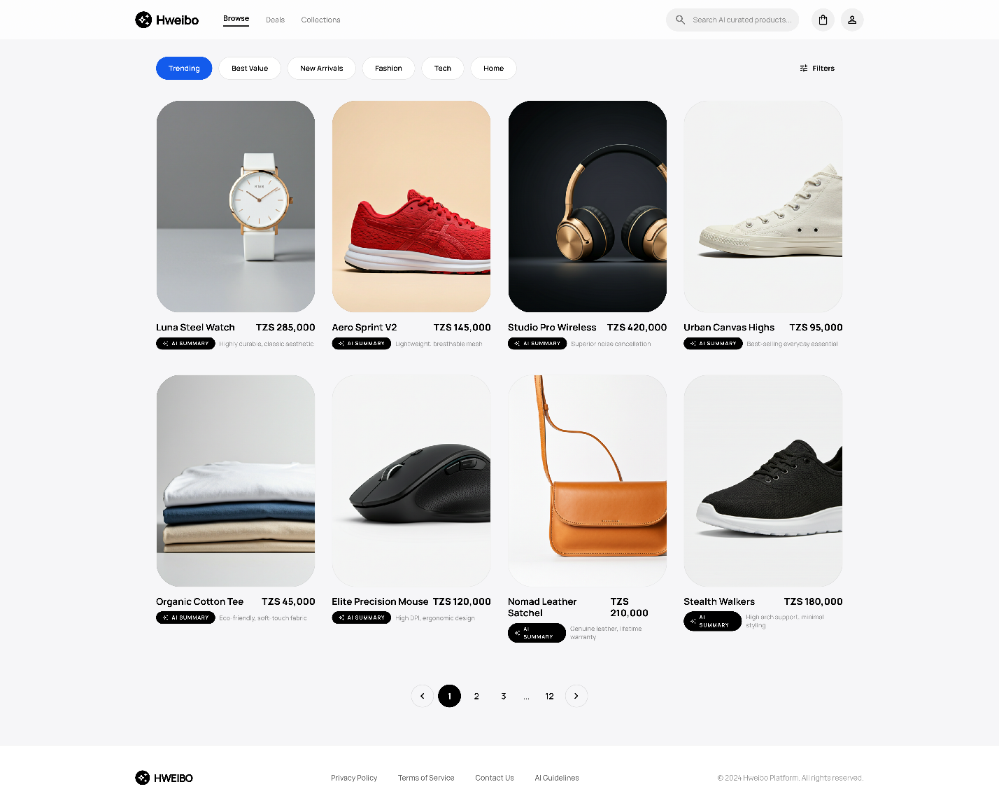 Hweibo
Browse
Deals
Collections
Search AI curated products...
Trending
Best Value
New Arrivals
Fashion
Tech
Home
Filters
Luna Steel Watch
TZS 285,000
AI SUMMARY
Highly durable, classic aesthetic
Aero Sprint V2
TZS 145,000
AI SUMMARY
Lightweight, breathable mesh
Studio Pro Wireless
TZS 420,000
AI SUMMARY
Superior noise cancellation
Urban Canvas Highs
TZS 95,000
AI SUMMARY
Best-selling everyday essential
Organic Cotton Tee
TZS 45,000
AI SUMMARY
Eco-friendly, soft-touch fabric
Elite Precision Mouse
TZS 120,000
AI SUMMARY
High DPI, ergonomic design
Nomad Leather
Satchel
TZS
210,000
AI
SUMMARY
Genuine leather, lifetime
warranty
Stealth Walkers
TZS 180,000
AI
SUMMARY
High arch support, minimal
styling
1
2
3
...
12
HWEIBO
Privacy Policy
Terms of Service
Contact Us
AI Guidelines
© 2024 Hweibo Platform. All rights reserved.